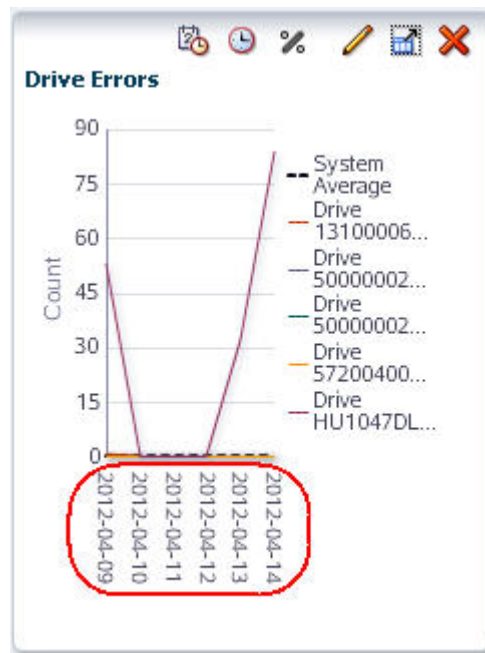 Drive Errors
90
75
60
45
30
15
0
Count
2012-04-09
2012-04-10
2012-04-11
2012-04-12
2012-04-13
2012-04-14
System
Average
Drive
13100006...
Drive
50000002...
Drive
50000002...
Drive
57200400...
Drive
HU1047DL...